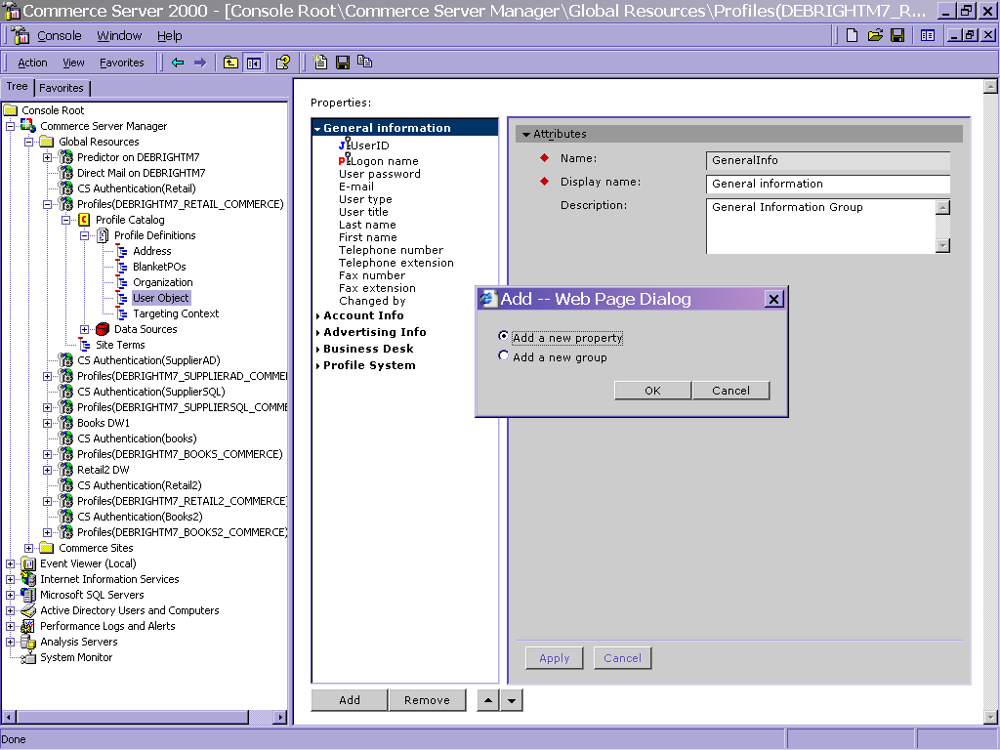 Commerce Server 2000 - [Console Root\Commerce Server Manager\Global Resources\Profiles(DEBRIGHTM7_R...
Console Window Help
Action View Favorites
Tree Favorites
Console Root
Commerce Server Manager
Global Resources
Predictor on DEBRIGHTM7
Direct Mail on DEBRIGHTM7
CS Authentication(Retail)
Profiles(DEBRIGHTM7_RETAIL_COMMERCE)
Profile Catalog
Profile Definitions
Address
BlanketPOs
Organization
User Object
Targeting Context
Data Sources
Site Terms
CS Authentication(SupplierAD)
Profiles(DEBRIGHTM7_SUPPLIERAD_COMME
CS Authentication(SupplierSQL)
Profiles(DEBRIGHTM7_SUPPLIERSQL_COMME
Books DW1
CS Authentication(books)
Profiles(DEBRIGHTM7_BOOKS_COMMERCE)
Retail2 DW
CS Authentication(Retail2)
Profiles(DEBRIGHTM7_RETAIL2_COMMERCE
CS Authentication(Books2)
Profiles(DEBRIGHTM7_BOOKS2_COMMERCE)
Commerce Sites
Event Viewer (Local)
Internet Information Services
Microsoft SQL Servers
Active Directory Users and Computers
Performance Logs and Alerts
Analysis Servers
System Monitor
Properties:
General information
UserID
Logon name
User password
E-mail
User type
User title
Last name
First name
Telephone number
Telephone extension
Fax number
Fax extension
Changed by
Account Info
Advertising Info
Business Desk
Profile System
Add Remove
Attributes
Name: GeneralInfo
Display name: General information
Description: General Information Group
Add -- Web Page Dialog
Add a new property
Add a new group
OK Cancel
Apply Cancel
Done